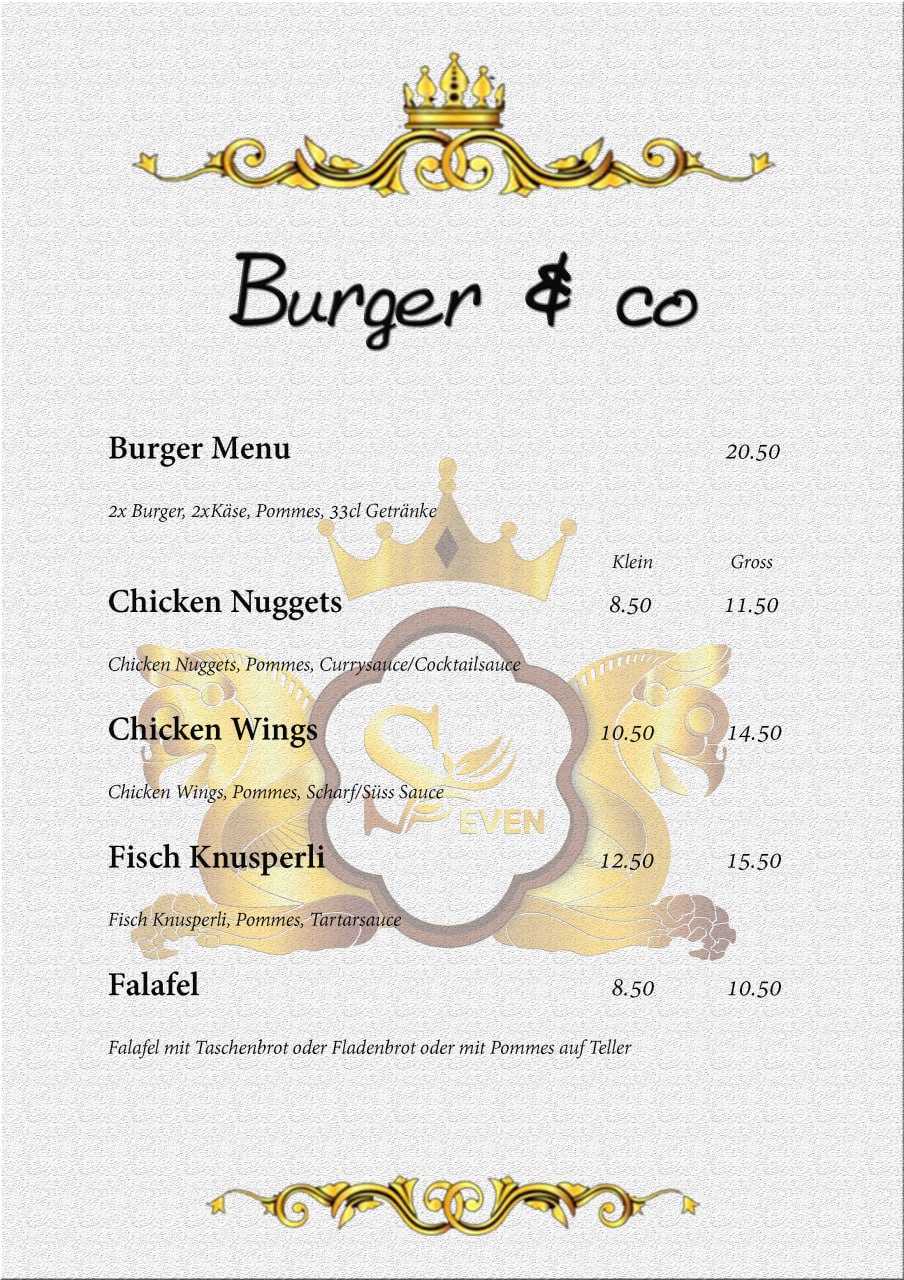 Burger & co
Burger Menu 20.50
2x Burger, 2xKäse, Pommes, 33cl Getränke
Klein Gross
Chicken Nuggets 8.50 11.50
Chicken Nuggets, Pommes, Currysauce/Cocktailsauce
Chicken Wings 10.50 14.50
Chicken Wings, Pommes, Scharf/Süss Sauce
SEVEN
Fisch Knusperli 12.50 15.50
Fisch Knusperli, Pommes, Tartarsauce
Falafel 8.50 10.50
Falafel mit Taschenbrot oder Fladenbrot oder mit Pommes auf Teller